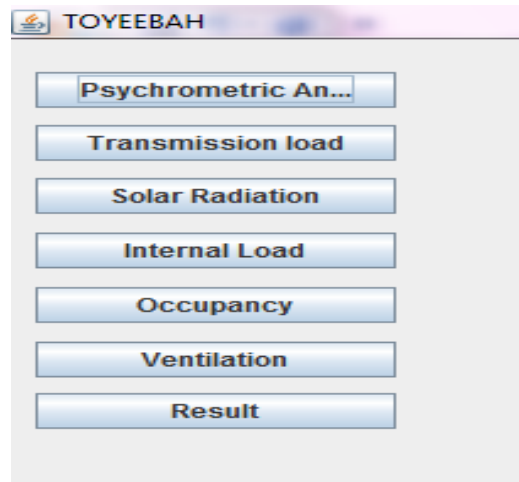 TOYEEBAH
Psychrometric An...
Transmission load
Solar Radiation
Internal Load
Occupancy
Ventilation
Result